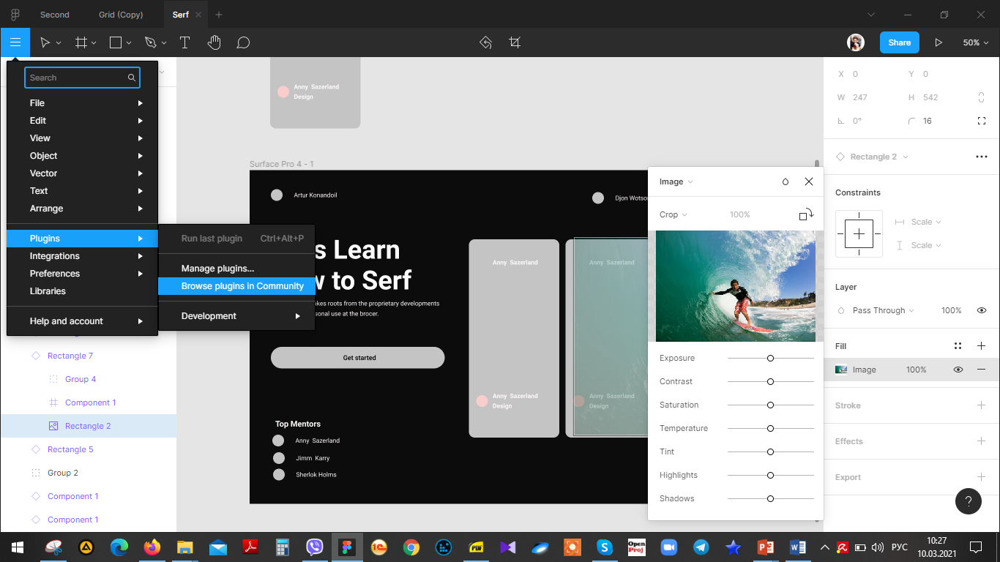 Second
Grid (Copy)
Serf
Share
50%
Search
File
Edit
View
Object
Vector
Text
Arrange
Plugins
Integrations
Preferences
Libraries
Help and account
Run last plugin Ctrl+Alt+P
Manage plugins...
Browse plugins in Community
Development
Rectangle 7
Group 4
Component 1
Rectangle 2
Rectangle 5
Group 2
Component 1
Component 1
Anny Sazerland
Design
Surface Pro 4 - 1
Artur Konandoil
Djon Wotso
s Learn
w to Serf
akes roots from the proprietary developments
sonal use at the brocer.
Get started
Top Mentors
Anny Sazerland
Jimm Karry
Sherlok Holms
Anny Sazerland
Anny Sazerland
Design
Anny Sazerland
Anny Sazerland
Design
Image
Crop
100%
Exposure
Contrast
Saturation
Temperature
Tint
Highlights
Shadows
X 0
Y 0
W 247
H 542
0°
16
Rectangle 2
Constraints
Scale
Scale
Layer
Pass Through 100%
Fill
Image 100%
Stroke
Effects
Export
?
PDF
Open
Proj
РУС
10:27
10.03.2021